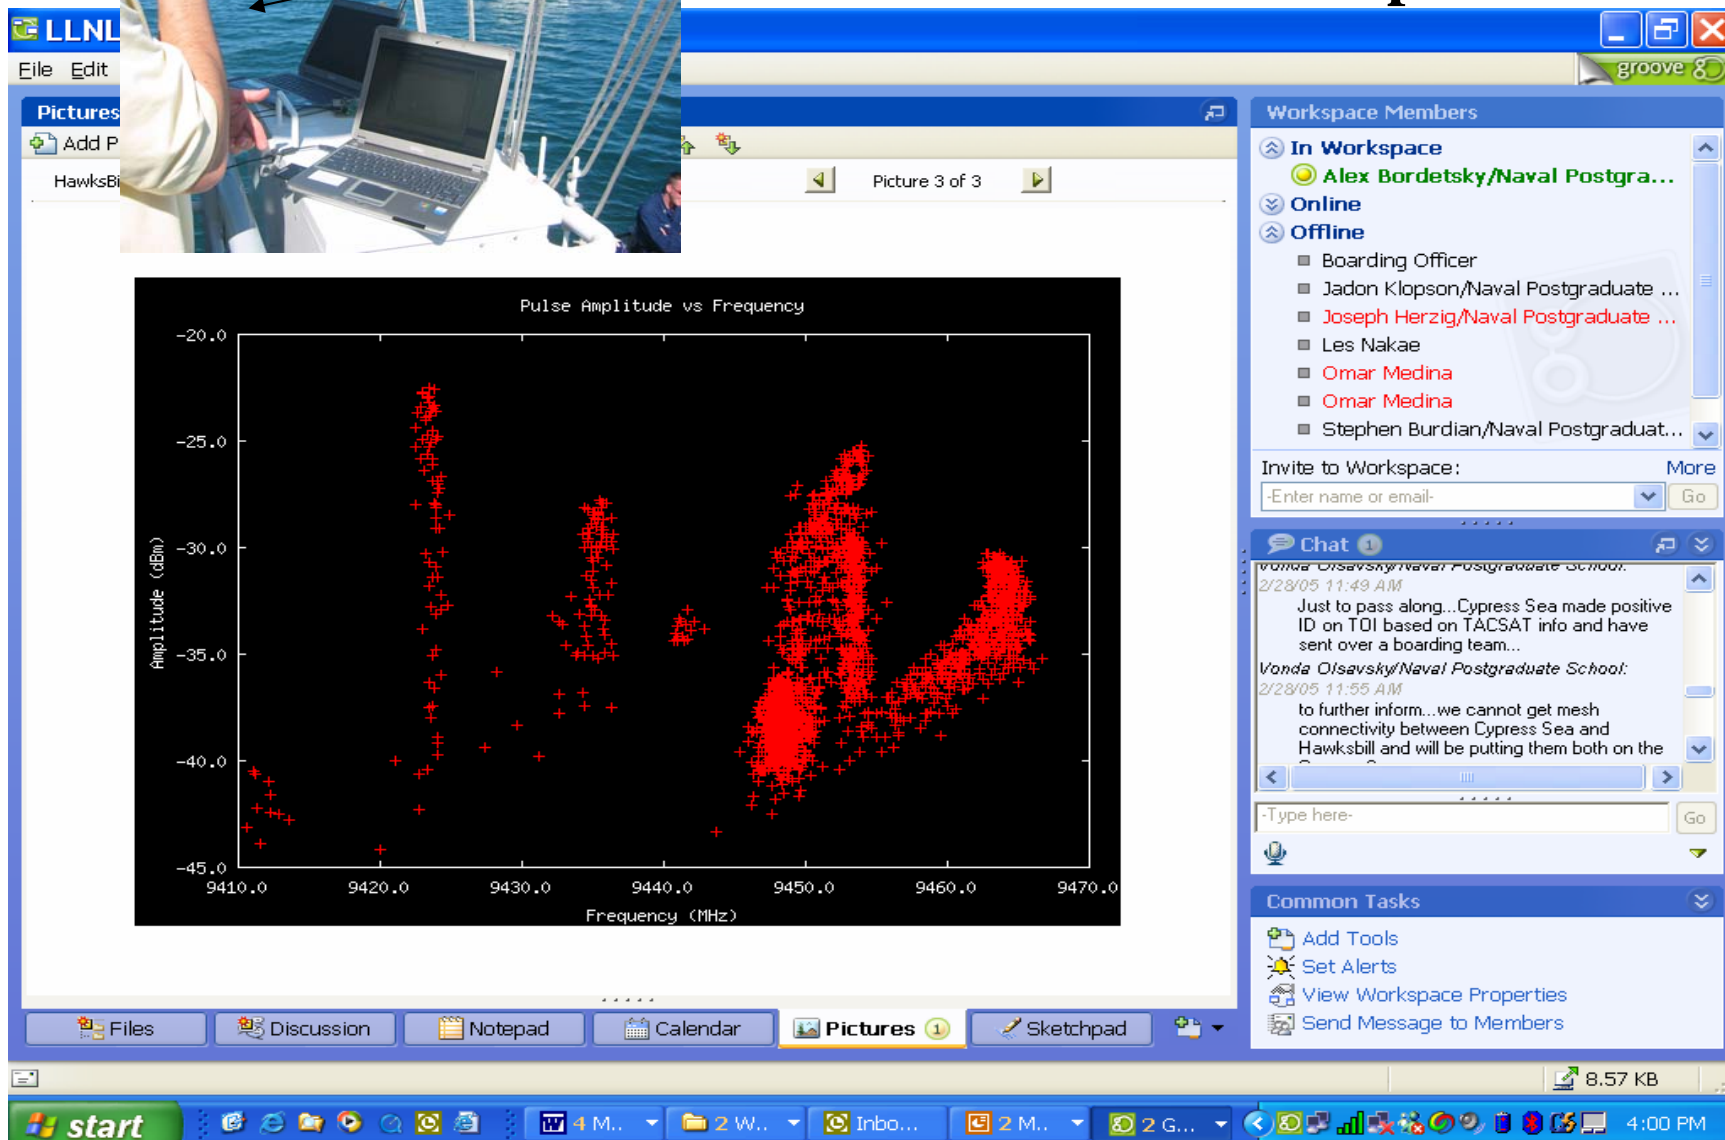 LLNL
groove
File Edit
Pictures
Add P
HawksBi
Picture 3 of 3
Pulse Amplitude vs Frequency
-20.0
-25.0
-30.0
-35.0
-40.0
-45.0
Amplitude (dBm)
9410.0 9420.0 9430.0 9440.0 9450.0 9460.0 9470.0
Frequency (MHz)
Workspace Members
In Workspace
Alex Bordetsky/Naval Postgra...
Online
Offline
Boarding Officer
Jadon Klopson/Naval Postgraduate ...
Joseph Herzig/Naval Postgraduate ...
Les Nakae
Omar Medina
Omar Medina
Stephen Burdian/Naval Postgraduat...
Invite to Workspace: More
-Enter name or email- Go
Chat 1
Vonda Olsavsky/Naval Postgraduate School:
2/28/05 11:49 AM
Just to pass along...Cypress Sea made positive
ID on TOI based on TACSAT info and have
sent over a boarding team...
Vonda Olsavsky/Naval Postgraduate School:
2/28/05 11:55 AM
to further inform...we cannot get mesh
connectivity between Cypress Sea and
Hawksbill and will be putting them both on the
-Type here- Go
Common Tasks
Add Tools
Set Alerts
View Workspace Properties
Send Message to Members
Files Discussion Notepad Calendar Pictures 1 Sketchpad
8.57 KB
start 4 M.. 2 W.. Inbo... 2 M.. 2 G... 4:00 PM